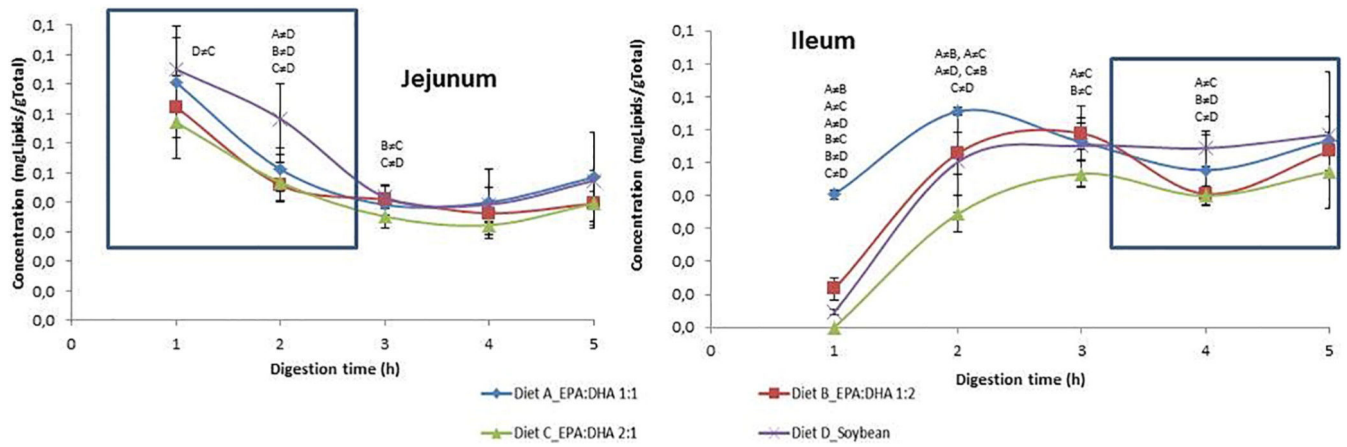 Jejunum
Concentration (mgLipids/gTotal)
0,1
0,1
0,1
0,1
0,1
0,1
0,0
0,0
0,0
0,0
0,0
D≠C
A≠D
B≠D
C≠D
B≠C
C≠D
0
1
2
3
4
5
Digestion time (h)
Ileum
Concentration (mgLipids/gTotal)
0,1
0,1
0,1
0,1
0,1
0,0
0,0
0,0
0,0
0,0
A≠B
A≠C
A≠D
B≠C
B≠D
C≠D
A≠B, A≠C
A≠D, C≠B
C≠D
A≠C
B≠C
A≠C
B≠D
C≠D
0
1
2
3
4
5
Digestion time (h)
Diet A_EPA:DHA 1:1
Diet B_EPA:DHA 1:2
Diet C_EPA:DHA 2:1
Diet D_Soybean